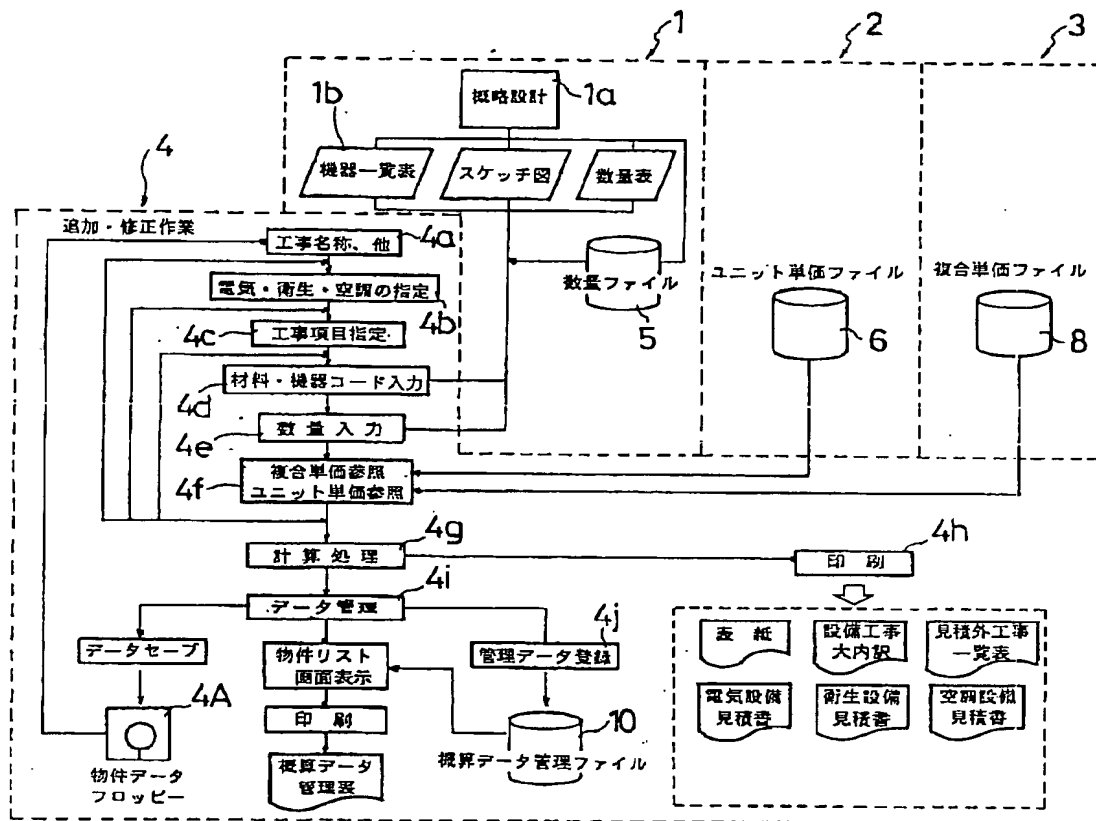 1
2
3
概略設計
1a
1b
機器一覧表
スケッチ図
数量表
4
追加・修正作業
工事名称、他
4a
電気・衛生・空調の指定
4b
数量ファイル
5
ユニット単価ファイル
6
複合単価ファイル
8
4c
工事項目指定
材料・機器コード入力
4d
数量入力
4e
複合単価参照
ユニット単価参照
4f
4g
計算処理
4h
印刷
4i
データ管理
4j
データセーブ
物件リスト
画面表示
管理データ登録
4A
物件データ
フロッピー
印刷
概算データ
管理表
10
概算データ管理ファイル
表紙
設備工事
大内訳
見積外工事
一覧表
電気設備
見積書
衛生設備
見積書
空調設備
見積書